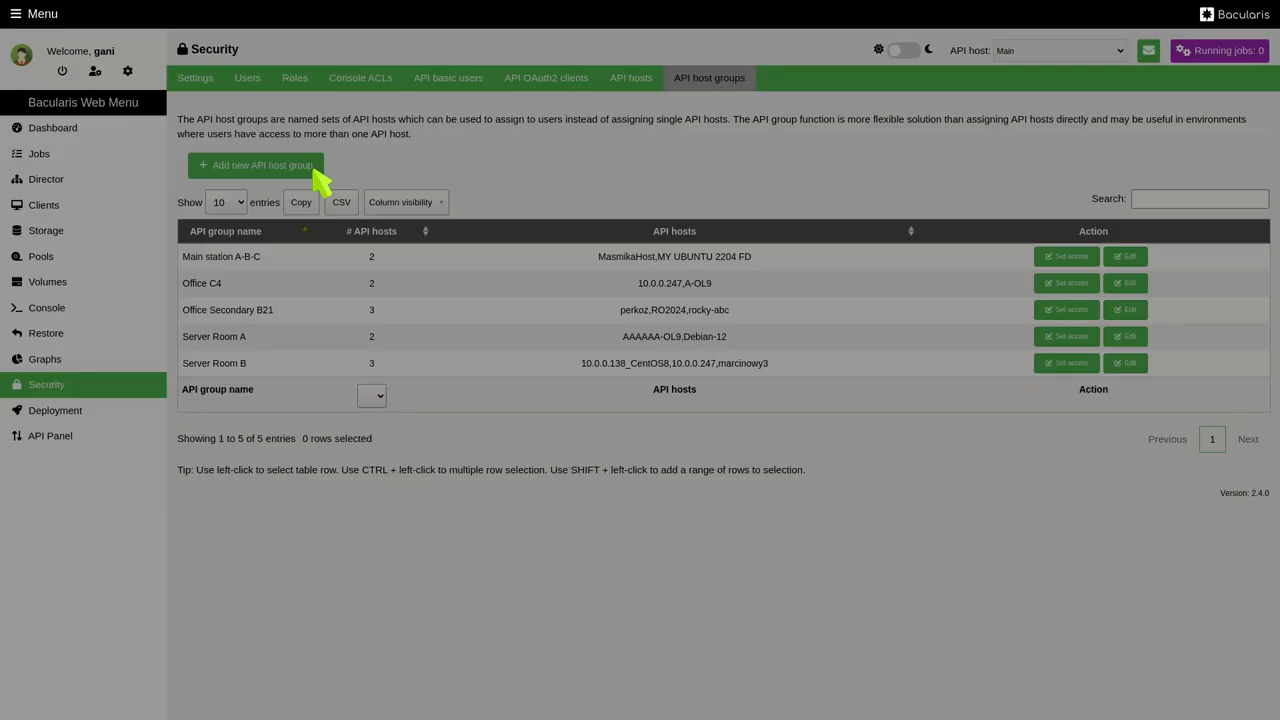 Menu
Bacularis
Welcome, gani
Security
API host:
Main
Running jobs: 0
Settings
Users
Roles
Console ACLs
API basic users
API OAuth2 clients
API hosts
API host groups
Bacularis Web Menu
Dashboard
Jobs
Director
Clients
Storage
Pools
Volumes
Console
Restore
Graphs
Security
Deployment
API Panel
The API host groups are named sets of API hosts which can be used to assign to users instead of assigning single API hosts. The API group function is more flexible solution than assigning API hosts directly and may be useful in environments
where users have access to more than one API host.
+ Add new API host group
Show 10 entries Copy CSV Column visibility
Search:
API group name # API hosts API hosts Action
Main station A-B-C 2 MasmikaHost,MY UBUNTU 2204 FD Set access Edit
Office C4 2 10.0.0.247,A-OL9 Set access Edit
Office Secondary B21 3 perkoz,RO2024,rocky-abc Set access Edit
Server Room A 2 AAAAAA-OL9,Debian-12 Set access Edit
Server Room B 3 10.0.0.138_CentOS8,10.0.0.247,marcinowy3 Set access Edit
API group name API hosts Action
Showing 1 to 5 of 5 entries 0 rows selected
Previous 1 Next
Tip: Use left-click to select table row. Use CTRL + left-click to multiple row selection. Use SHIFT + left-click to add a range of rows to selection.
Version: 2.4.0